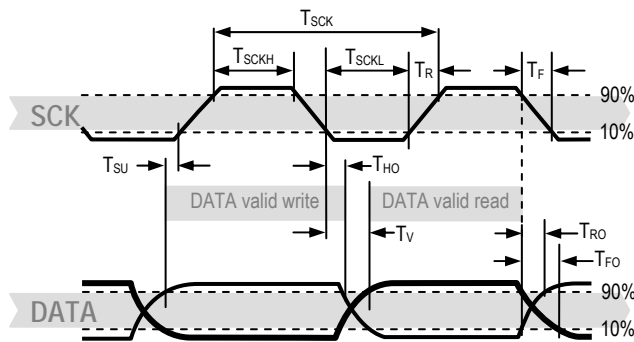 TSCK
TSCKH TSCKL TR TF
90%
SCK 10%
TSU THO
DATA valid write DATA valid read
TV TRO
TFO
90%
DATA 10%